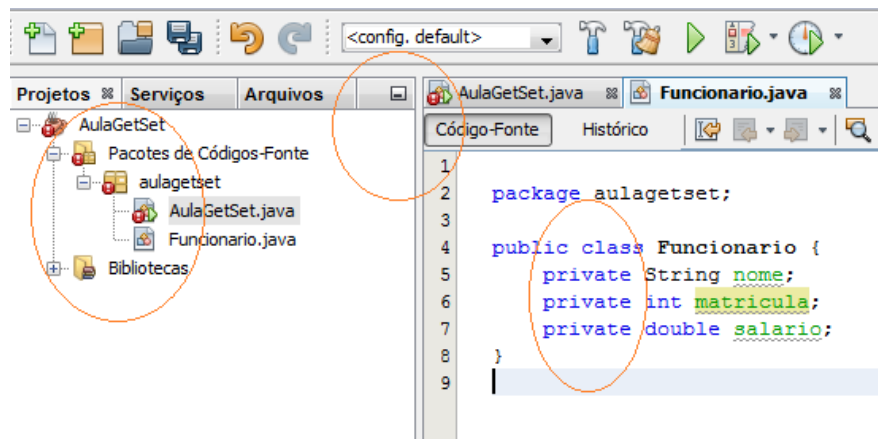 <config. default>
Projetos Serviços Arquivos
AulaGetSet
Pacotes de Códigos-Fonte
aulagetset
AulaGetSet.java
Funcionario.java
Bibliotecas
AulaGetSet.java Funcionario.java
Código-Fonte Histórico
1
2 package aulagetset;
3
4 public class Funcionario {
5 private String nome;
6 private int matricula;
7 private double salario;
8 }
9